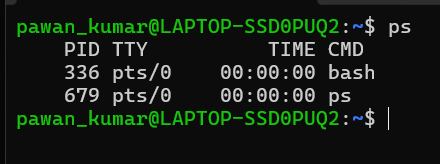 pawan_kumar@LAPTOP-SSD0PUQ2:~$ ps
    PID TTY          TIME CMD
    336 pts/0    00:00:00 bash
    679 pts/0    00:00:00 ps
pawan_kumar@LAPTOP-SSD0PUQ2:~$